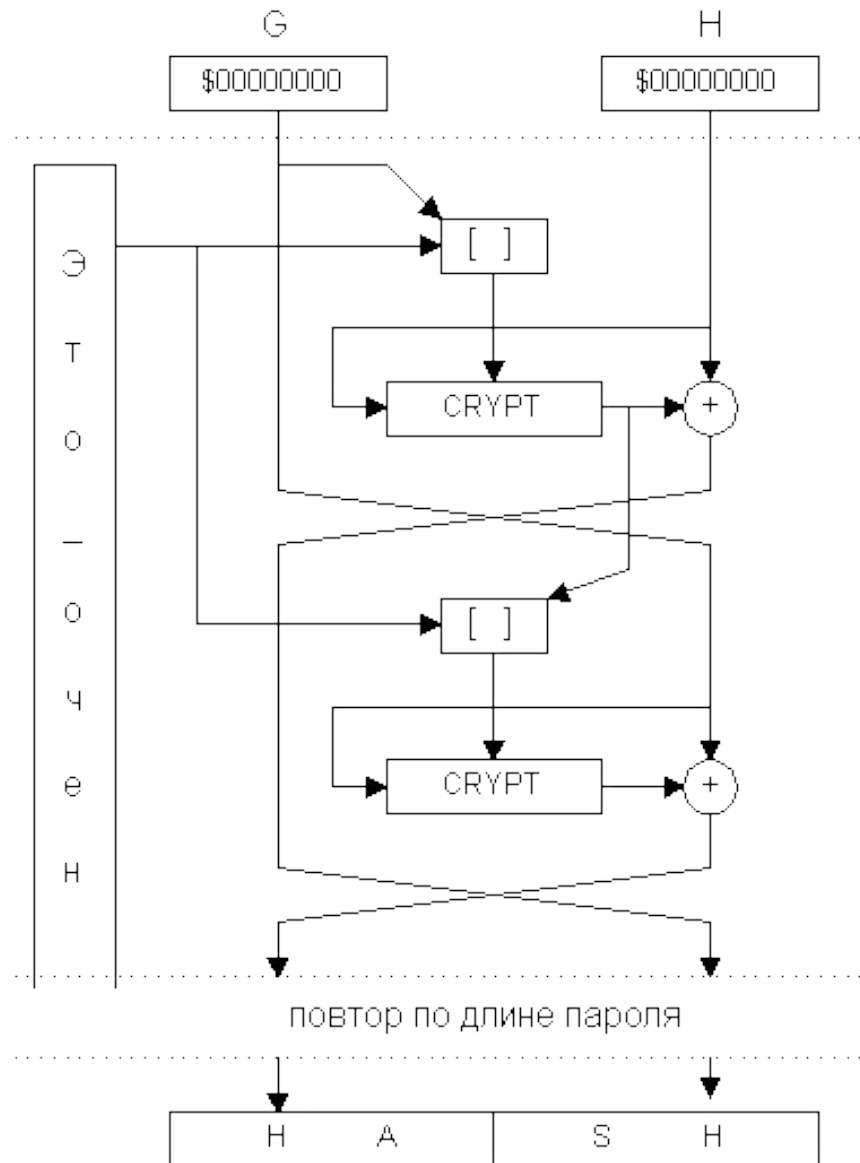 G H
$00000000 $00000000
[ ]
Э
Т
о
_
о
ч
е
н
CRYPT +
[ ]
CRYPT +
повтор по длине пароля
H A S H